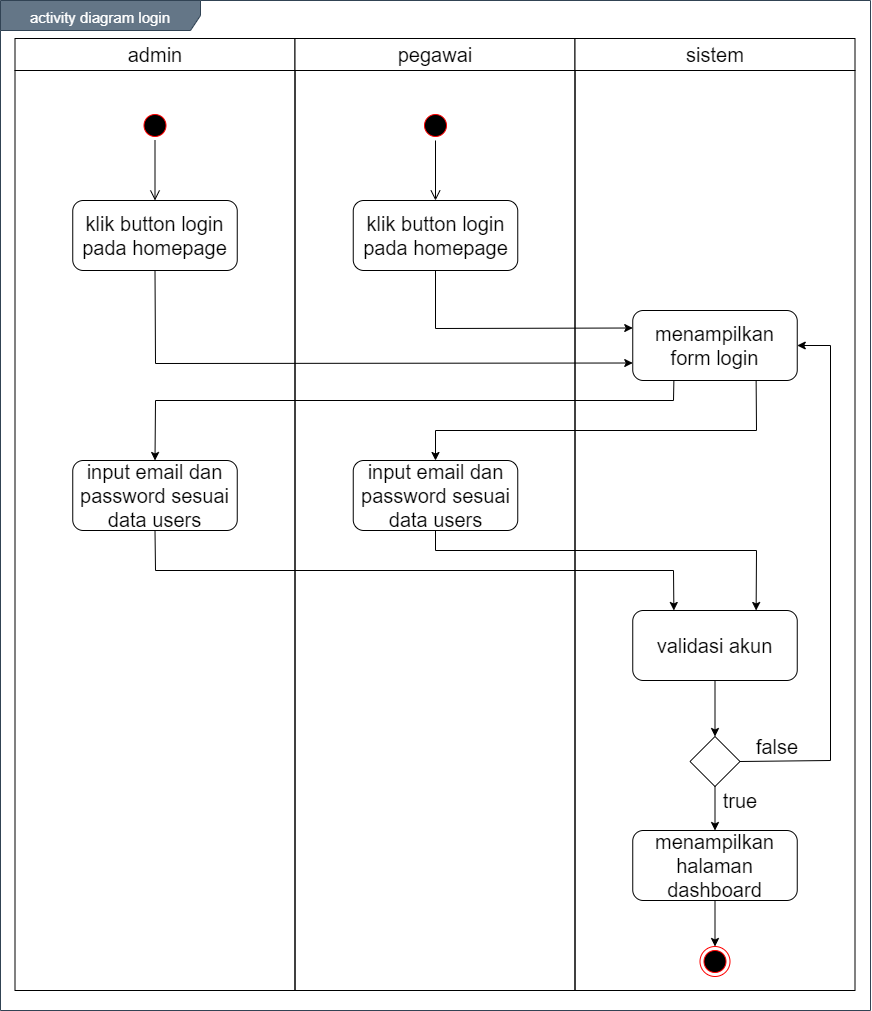 activity diagram login
admin
pegawai
sistem
klik button login
pada homepage
klik button login
pada homepage
menampilkan
form login
input email dan
password sesuai
data users
input email dan
password sesuai
data users
validasi akun
false
true
menampilkan
halaman
dashboard